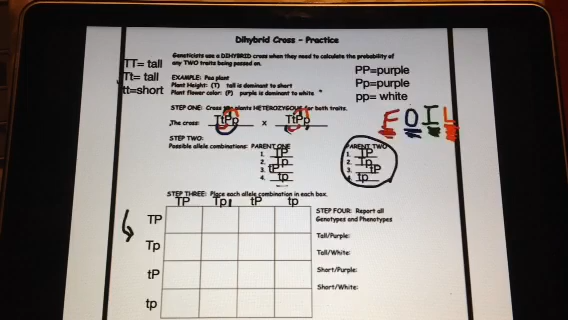 Dihybrid Cross - Practice
Geneticists use a DIHYBRID cross when they need to calculate the probability of
any TWO traits being passed on.
TT= tall
Tt= tall
tt=short
PP=purple
Pp=purple
pp= white
EXAMPLE: Pea plant
Plant Height: (T) tall is dominant to short
Plant flower color: (P) purple is dominant to white
STEP ONE: Cross two plants HETEROZYGOUS for both traits.
The cross: TtPp x TtPp
F O I L
STEP TWO:
Possible allele combinations: PARENT ONE PARENT TWO
1. TP 1. TP
2. Tp 2. Tp
3. tP 3. tP
4. tp 4. tp
STEP THREE: Place each allele combination in each box.
TP Tp tP tp
TP
Tp
tP
tp
STEP FOUR: Report all
Genotypes and Phenotypes
Tall/Purple:
Tall/White:
Short/Purple:
Short/White: